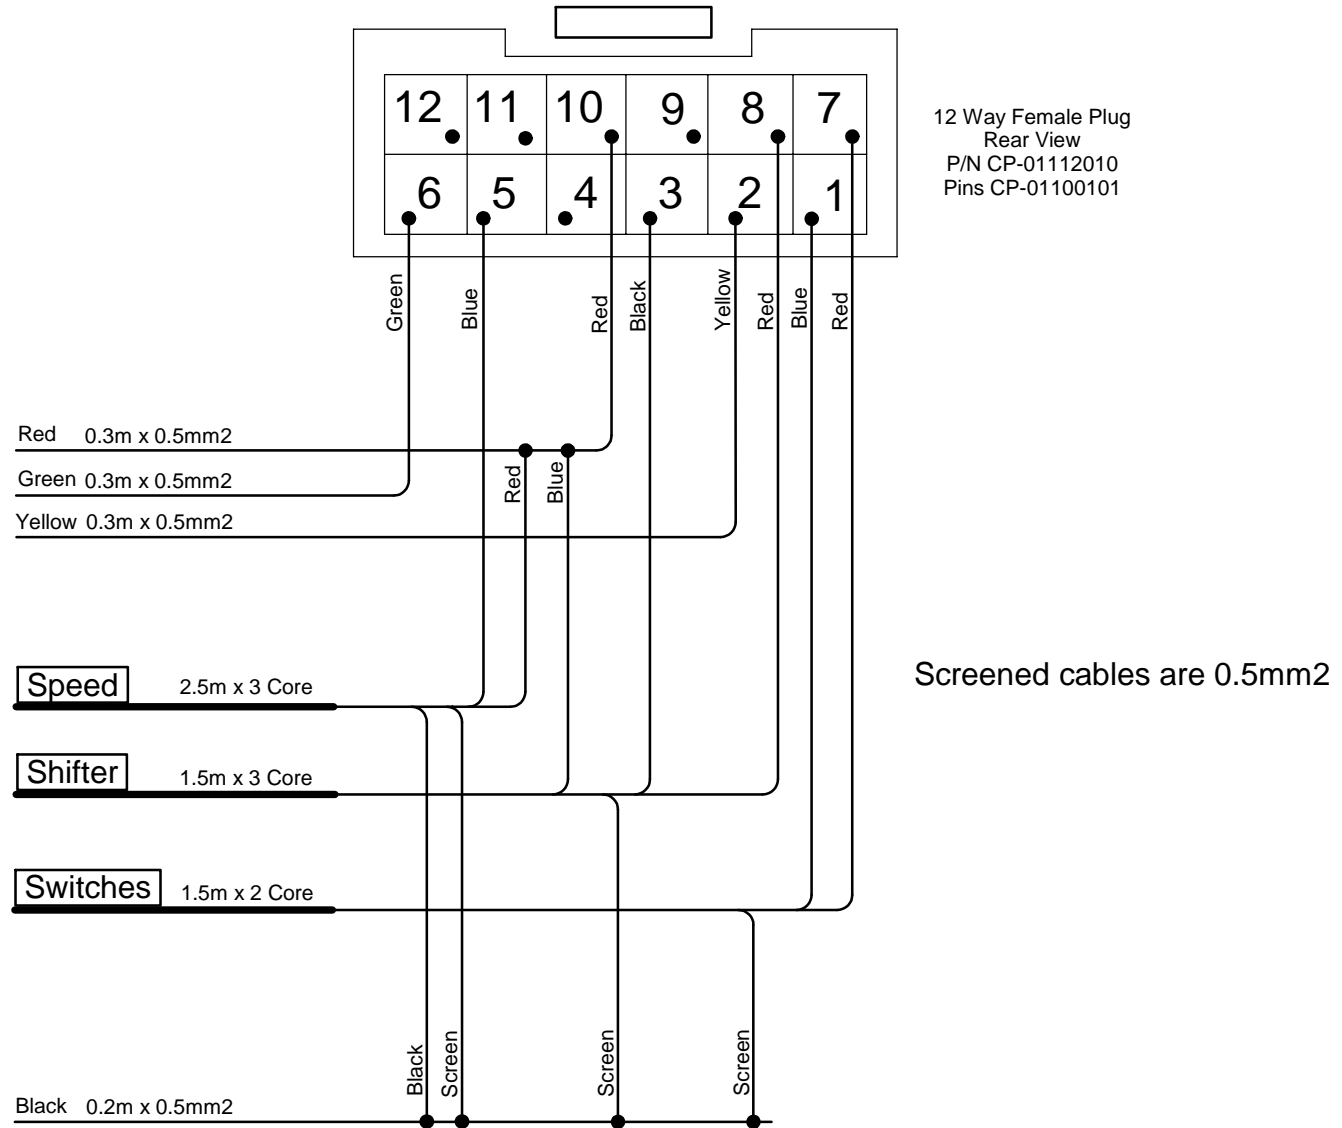 12 11 10 9 8 7
6 5 4 3 2 1
12 Way Female Plug
Rear View
P/N CP-01112010
Pins CP-01100101
Green
Blue
Red
Black
Yellow
Red
Blue
Red
Red 0.3m x 0.5mm2
Green 0.3m x 0.5mm2
Yellow 0.3m x 0.5mm2
Red
Blue
Speed 2.5m x 3 Core
Screened cables are 0.5mm2
Shifter 1.5m x 3 Core
Switches 1.5m x 2 Core
Black
Screen
Screen
Screen
Black 0.2m x 0.5mm2